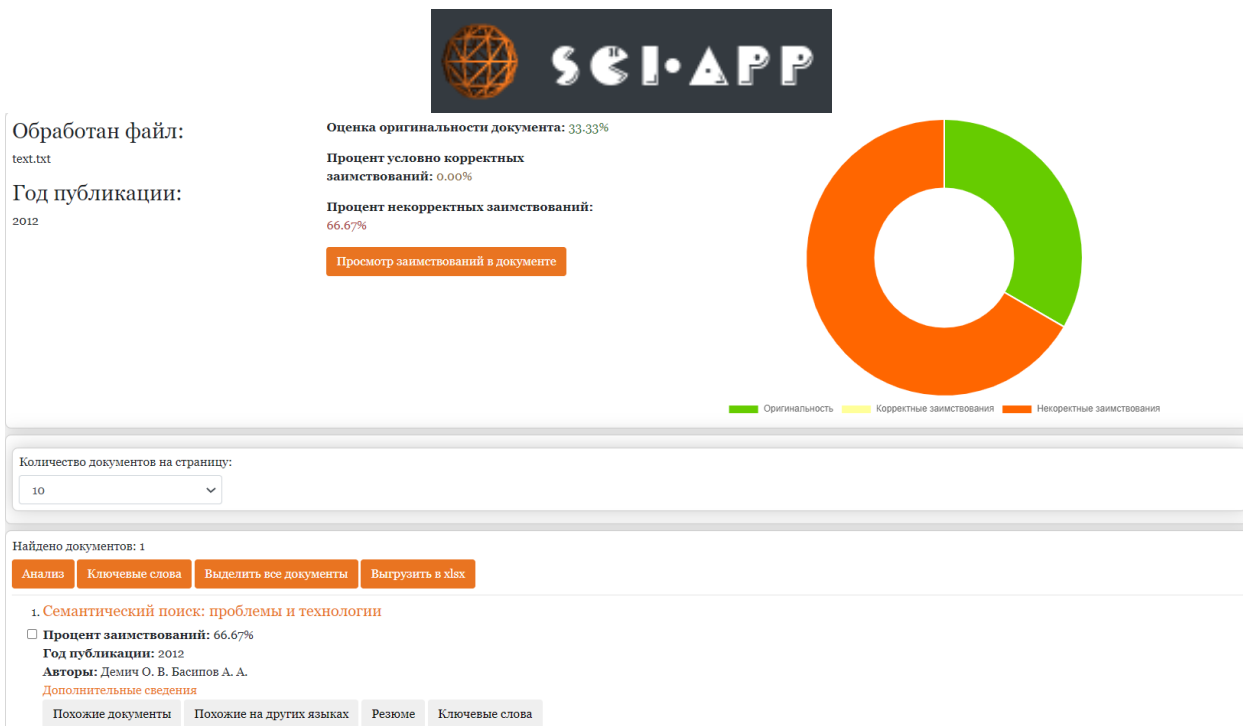 SCI·APP
Обработан файл:
text.txt
Год публикации:
2012
Оценка оригинальности документа: 33.33%
Процент условно корректных
заимствований: 0.00%
Процент некорректных заимствований:
66.67%
Просмотр заимствований в документе
Оригинальность Корректные заимствования Некоректные заимствования
Количество документов на страницу:
10
Найдено документов: 1
Анализ Ключевые слова Выделить все документы Выгрузить в xlsx
1. Семантический поиск: проблемы и технологии
Процент заимствований: 66.67%
Год публикации: 2012
Авторы: Демич О. В. Басипов А. А.
Дополнительные сведения
Похожие документы Похожие на других языках Резюме Ключевые слова